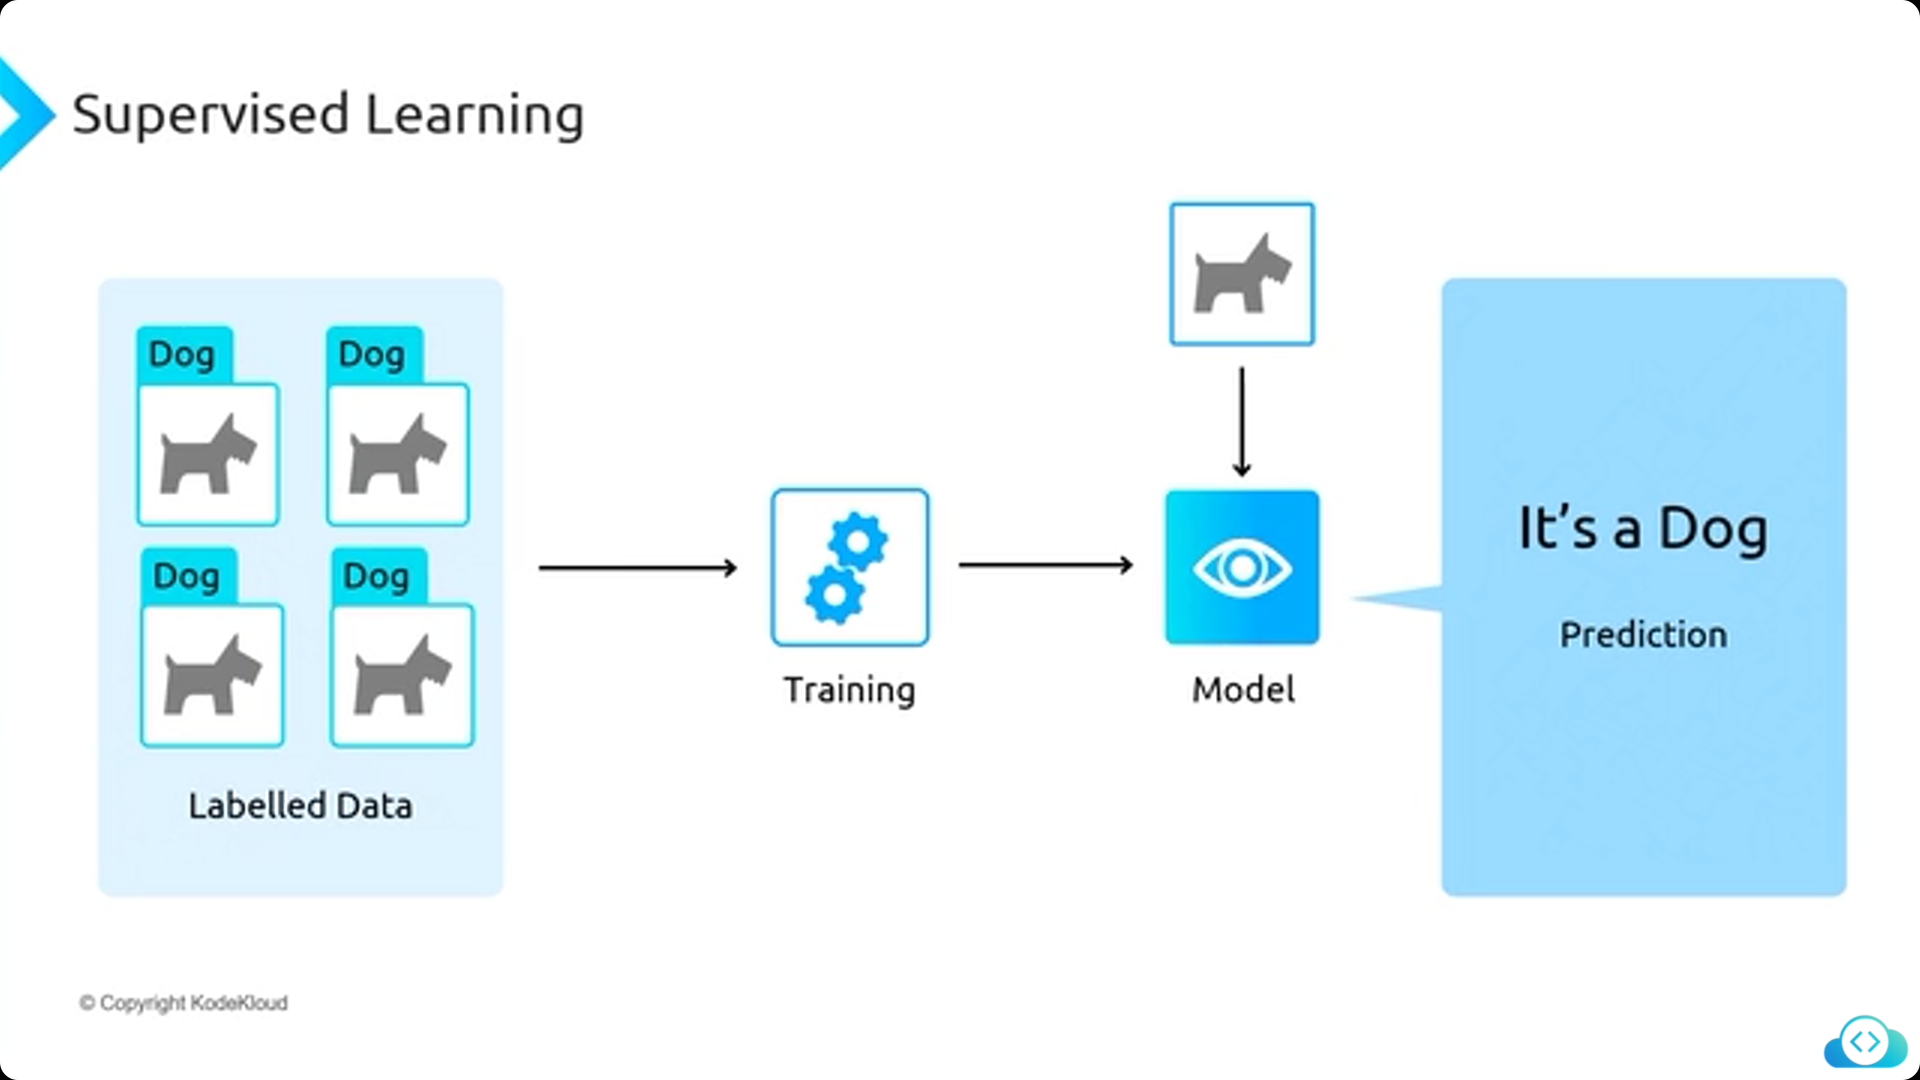 Supervised Learning
Dog
Dog
Dog
Dog
Labelled Data
Training
Model
It's a Dog
Prediction
© Copyright KodeKloud